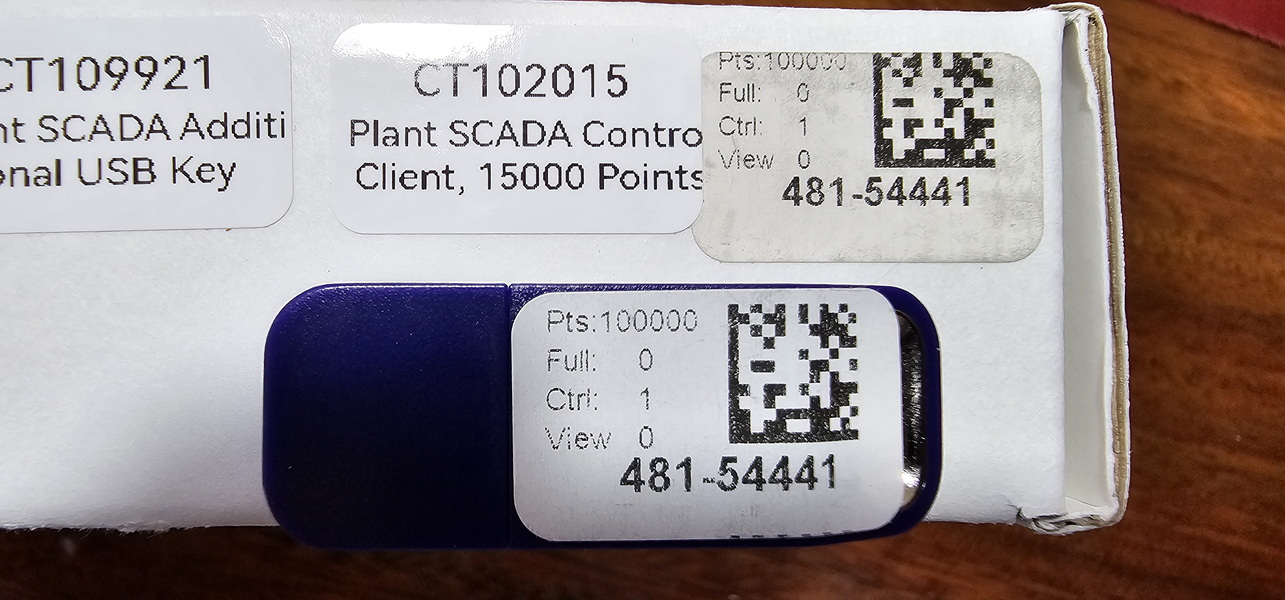 CT109921
nt SCADA Additi
onal USB Key
CT102015
Plant SCADA Contro
Client, 15000 Points
Pts:100000
Full: 0
Ctrl: 1
View 0
481-54441
Pts:100000
Full: 0
Ctrl: 1
View 0
481-54441